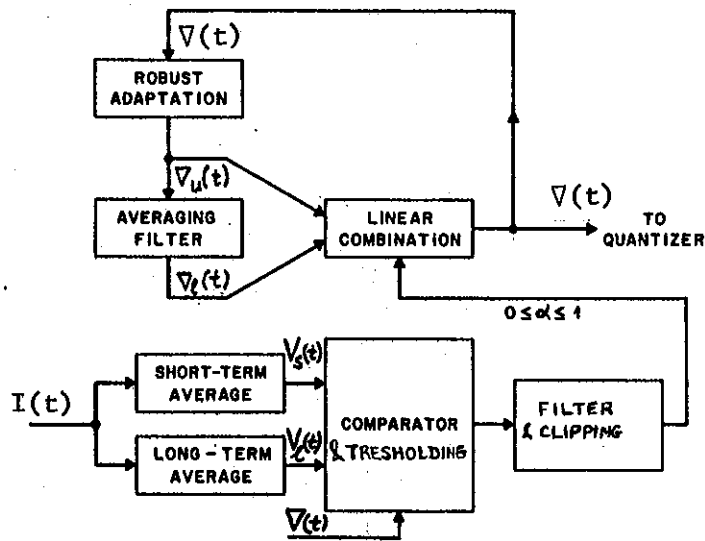 ∇(t)
ROBUST
ADAPTATION
∇u(t)
AVERAGING
FILTER
∇ℓ(t)
LINEAR
COMBINATION
∇(t)
TO
QUANTIZER
0 ≤ α ≤ 1
I(t)
SHORT-TERM
AVERAGE
Vs(t)
LONG-TERM
AVERAGE
Vℓ(t)
COMPARATOR
& TRESHOLDING
∇(t)
FILTER
& CLIPPING